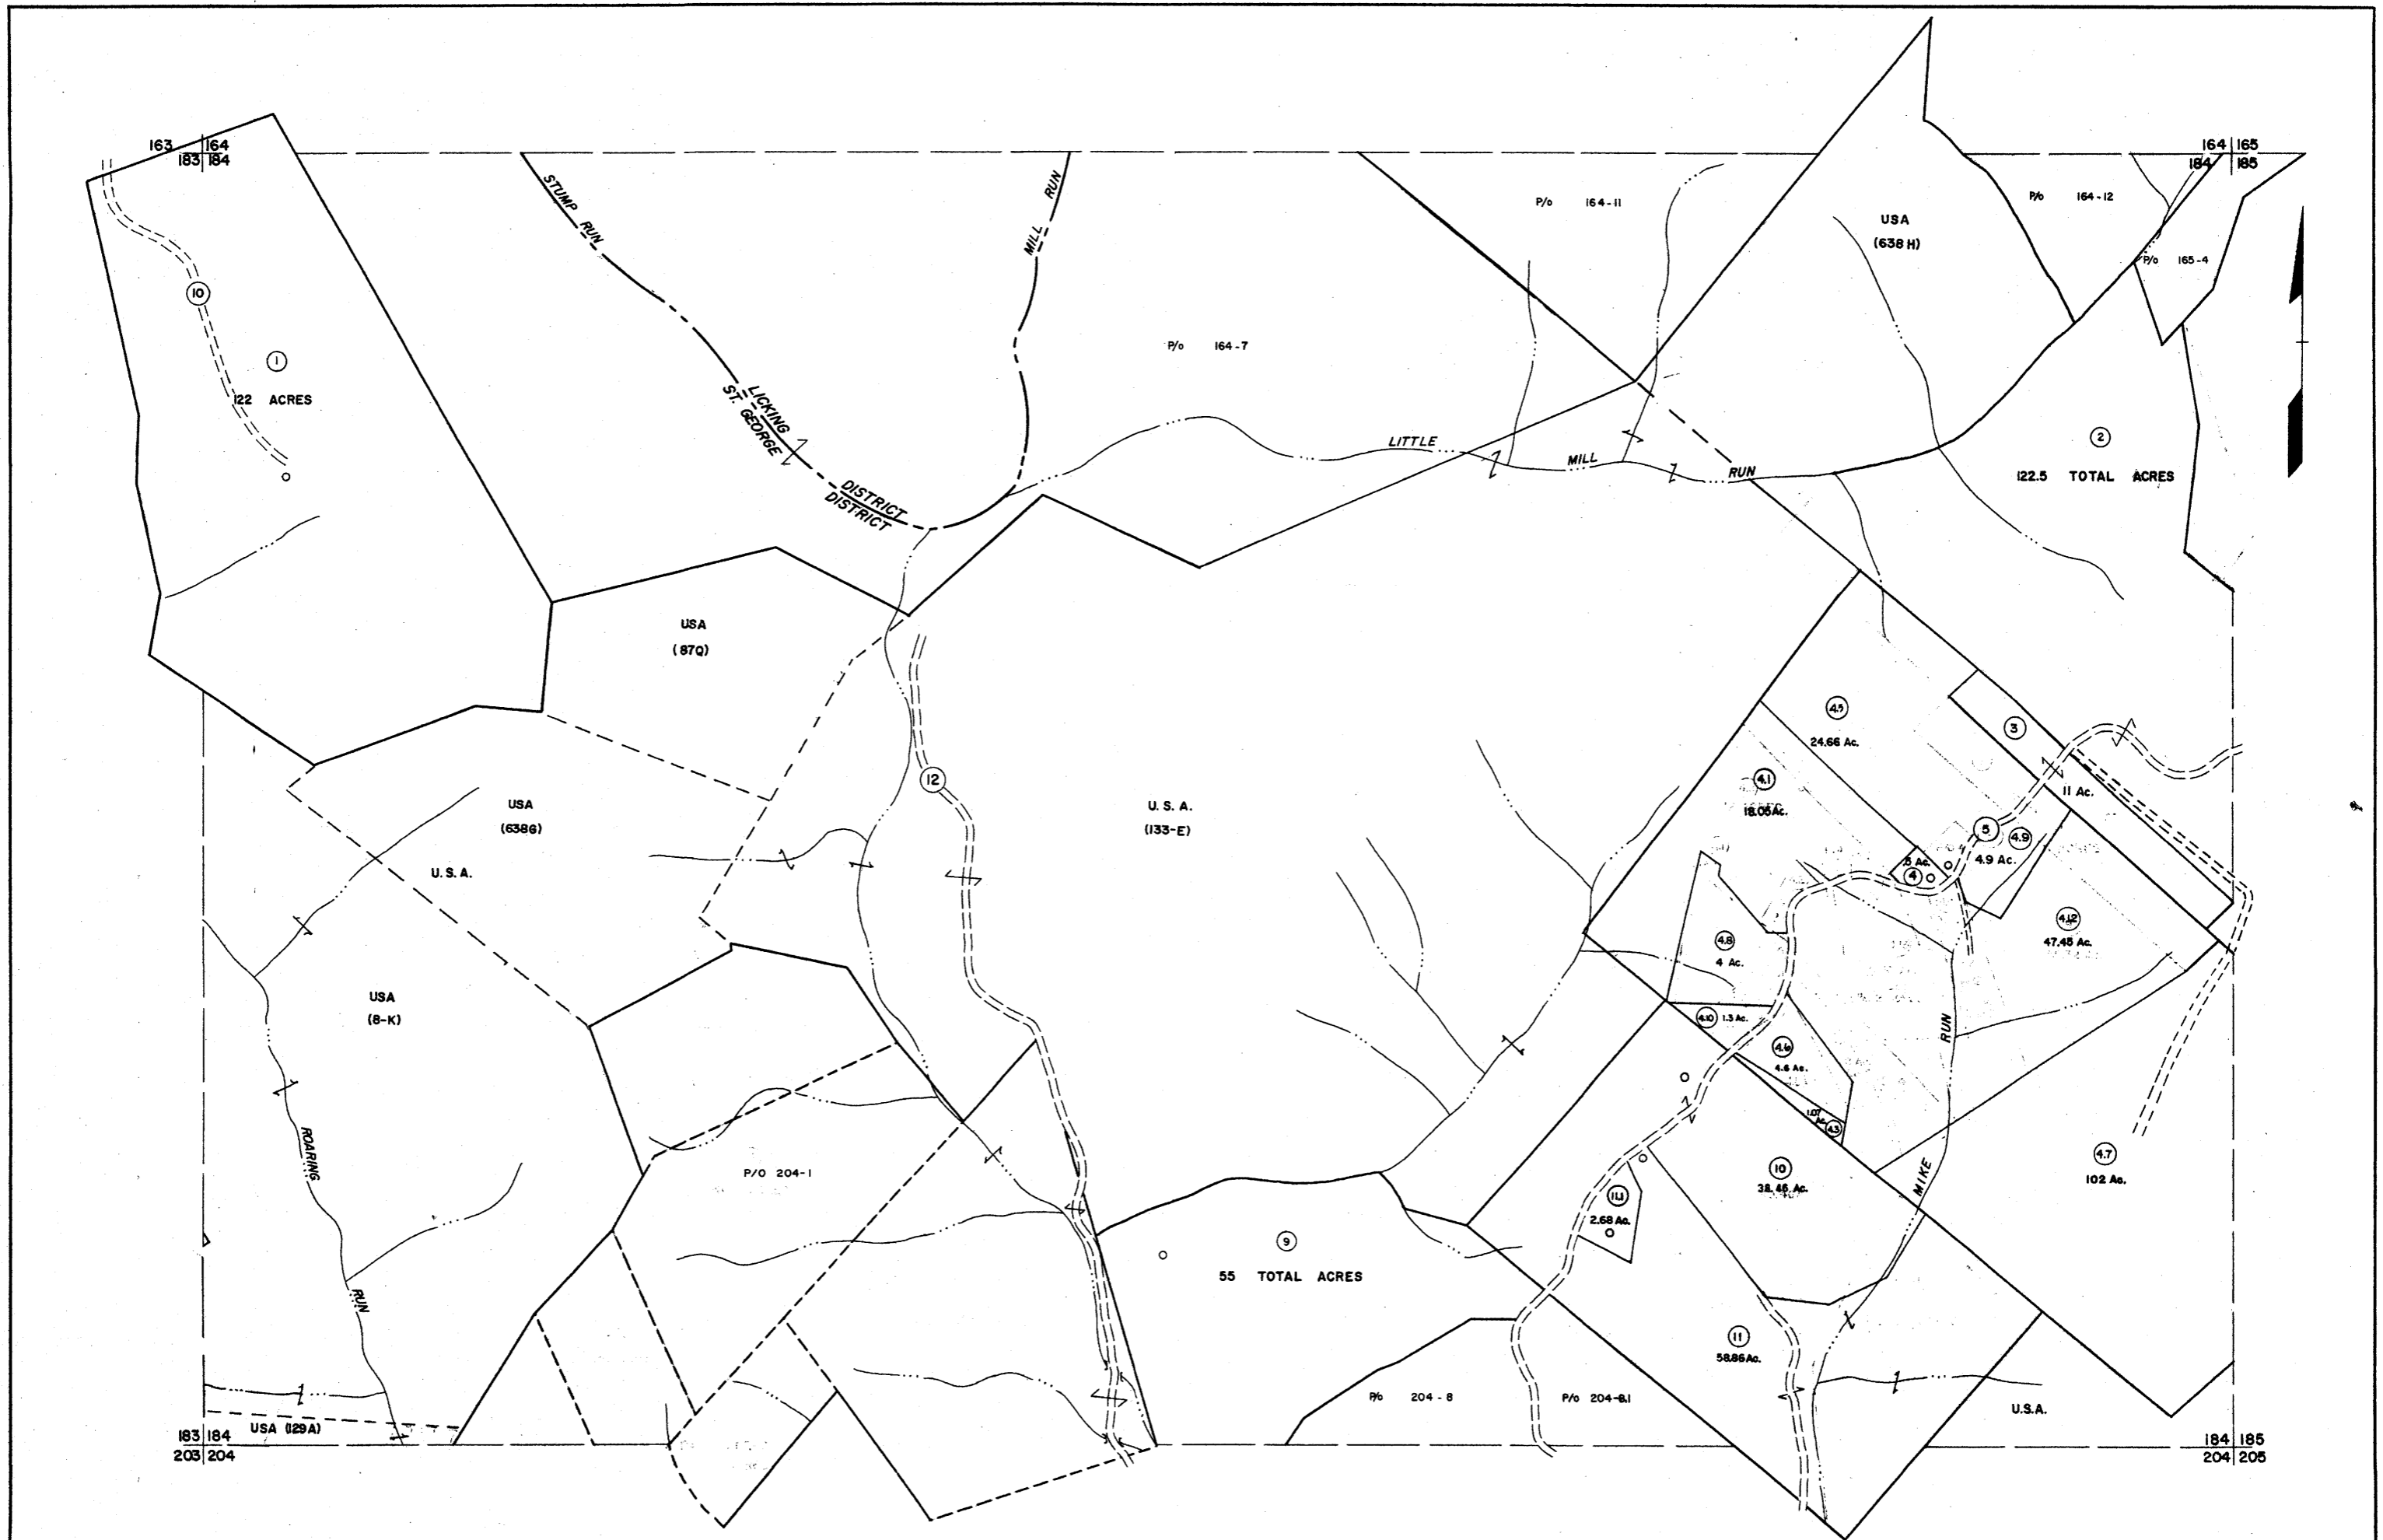 163 164
183 184
164 165
184 185
STUMP RUN
MILL RUN
P/o 164-11
USA
(638 H)
P/o 164-12
P/o 165-4
10
1
122 ACRES
P/o 164-7
LICKING
ST. GEORGE
DISTRICT
DISTRICT
LITTLE MILL RUN
2
122.5 TOTAL ACRES
USA
(87Q)
4.5
24.66 Ac.
3
11 Ac.
12
4.1
18.05 Ac.
USA
(638G)
U.S.A.
U. S. A.
(133-E)
5
4.9
4.9 Ac.
.5 Ac.
4
4.12
47.45 Ac.
4.8
4 Ac.
USA
(8-K)
4.10 1.3 Ac.
4.6
4.6 Ac.
1.07
Ac.
4.3
MIKE RUN
ROARING RUN
P/O 204-1
10
38.46 Ac.
4.7
102 Ac.
11.1
2.68 Ac.
9
55 TOTAL ACRES
11
58.86 Ac.
P/o 204-8
P/o 204-8.1
U.S.A.
USA (129A)
183 184
203 204
184 185
204 205